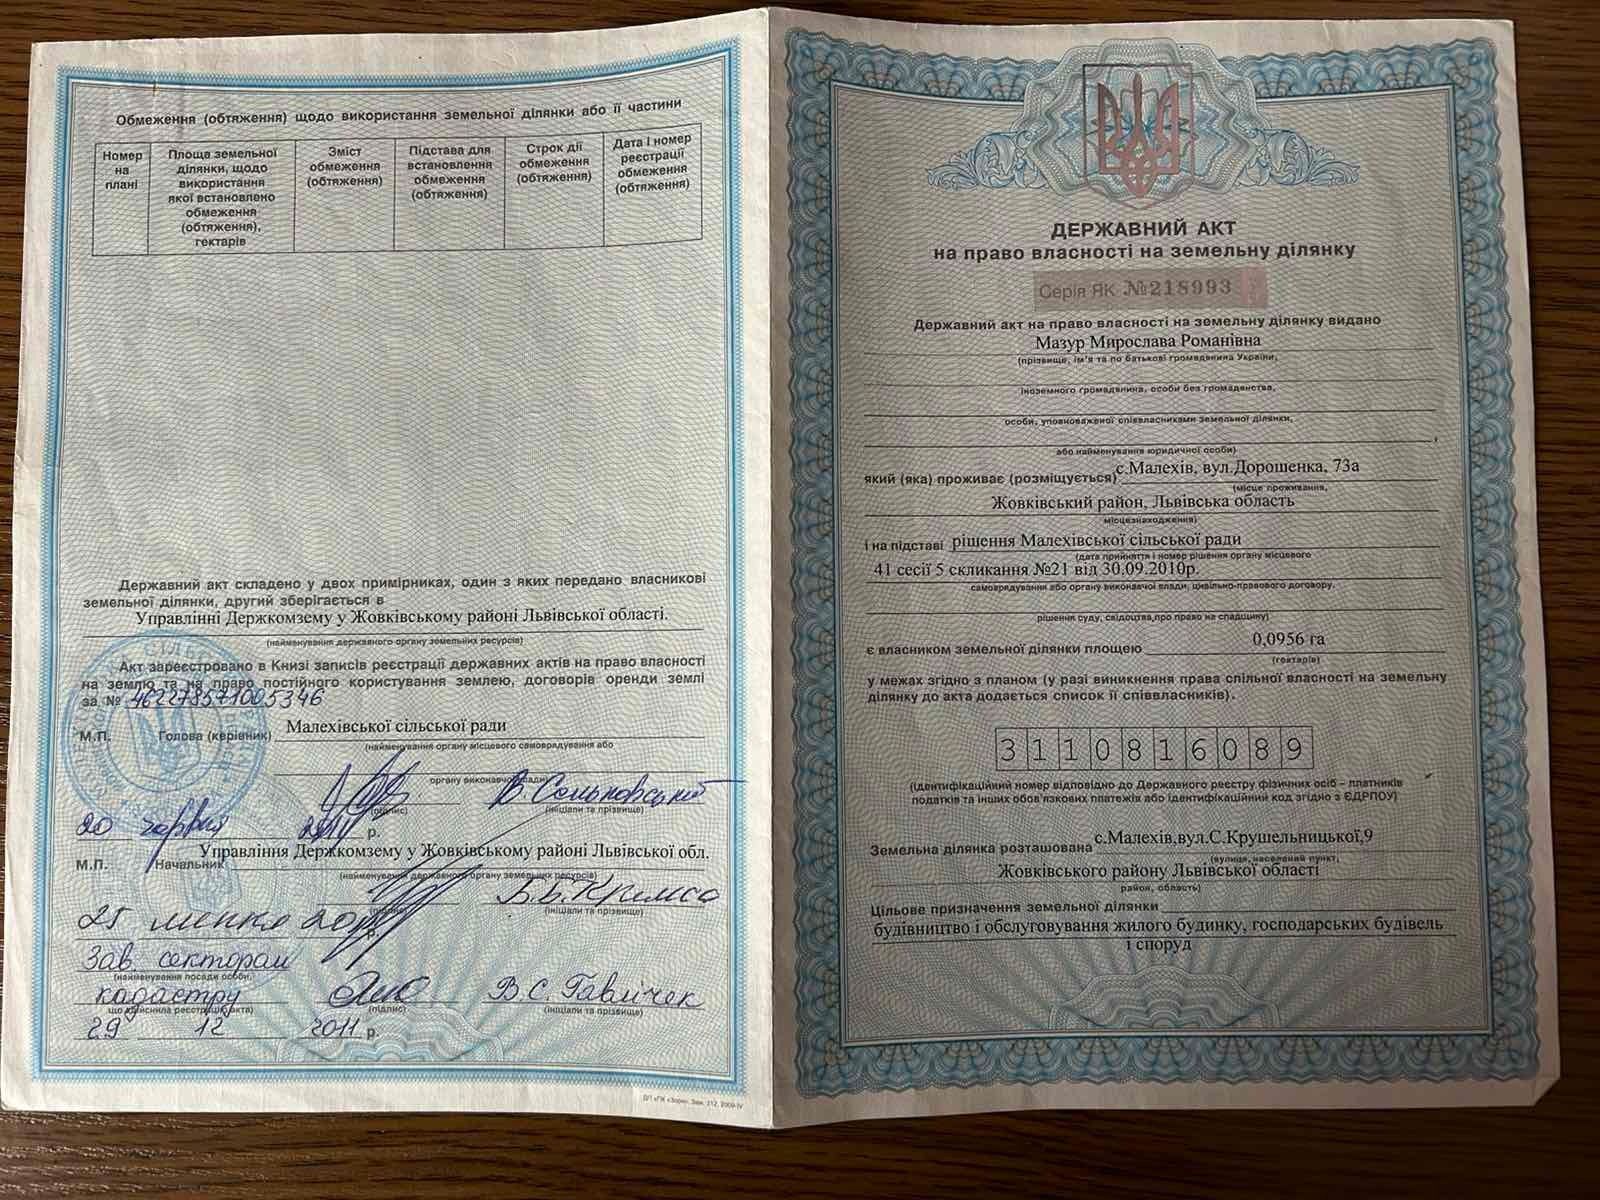 Обмеження (обтяження) щодо використання земельної ділянки або її частини
Номер на плані
Площа земельної ділянки, щодо використання якої встановлено обмеження (обтяження), гектарів
Зміст обмеження (обтяження)
Підстава для встановлення обмеження (обтяження)
Строк дії обмеження (обтяження)
Дата і номер реєстрації обмеження (обтяження)
Державний акт складено у двох примірниках, один з яких передано власникові
земельної ділянки, другий зберігається в
Управлінні Держкомзему у Жовківському районі Львівської області.
(найменування державного органу земельних ресурсів)
Акт зареєстровано в Книзі записів реєстрації державних актів на право власності
на землю та на право постійного користування землею, договорів оренди землі
за № 462278571005346
М.П. Голова (керівник) Малехівської сільської ради
(найменування органу місцевого самоврядування або
органу виконавчої влади)
(підпис) (ініціали та прізвище)
20 червня 2011 р.
Управління Держкомзему у Жовківському районі Львівської обл.
М.П. Начальник
(найменування державного органу земельних ресурсів)
(підпис) (ініціали та прізвище)
25
Зав. сектором
(найменування посади особи,
кадастру В.С. Гавлічек
що здійснила реєстрацію акта) (підпис) (ініціали та прізвище)
29 12 2011 р.
ДЕРЖАВНИЙ АКТ
на право власності на земельну ділянку
Серія ЯК №218993
Державний акт на право власності на земельну ділянку видано
Мазур Мирослава Романівна
(прізвище, ім'я та по батькові громадянина України,
іноземного громадянина, особи без громадянства,
особи, уповноваженої співвласниками земельної ділянки,
або найменування юридичної особи)
який (яка) проживає (розміщується) с.Малехів, вул.Дорошенка, 73а
(місце проживання,
Жовківський район, Львівська область
місцезнаходження)
і на підставі рішення Малехівської сільської ради
(дата прийняття і номер рішення органу місцевого
41 сесії 5 скликання №21 від 30.09.2010р.
самоврядування або органу виконавчої влади, цивільно-правового договору,
рішення суду, свідоцтва про право на спадщину)
є власником земельної ділянки площею 0,0956 га
(гектарів)
у межах згідно з планом (у разі виникнення права спільної власності на земельну
ділянку до акта додається список її співвласників).
3110816089
(ідентифікаційний номер відповідно до Державного реєстру фізичних осіб – платників
податків та інших обов'язкових платежів або ідентифікаційний код згідно з ЄДРПОУ)
Земельна ділянка розташована с.Малехів,вул.С.Крушельницької,9
(вулиця, населений пункт,
Жовківського району Львівської області
район, область)
Цільове призначення земельної ділянки
будівництво і обслуговування жилого будинку, господарських будівель
і споруд